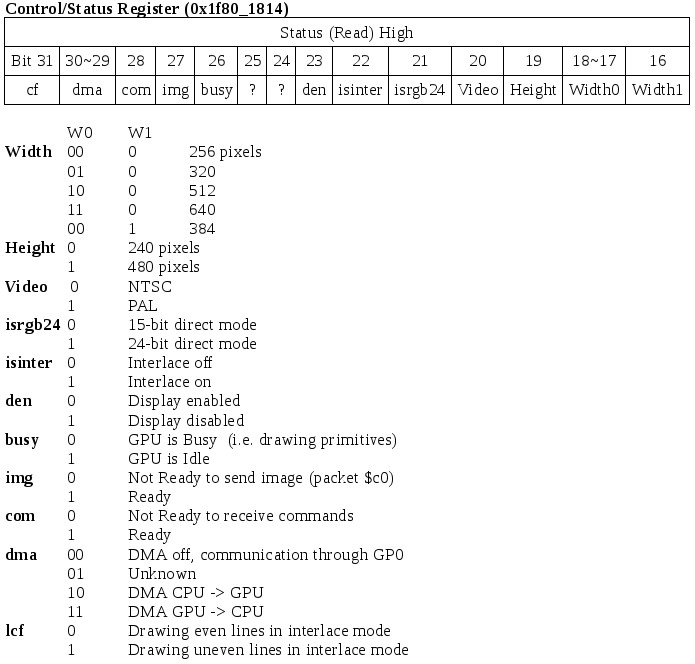 Control/Status Register (0x1f80_1814)
Status (Read) High
Bit 31 30~29 28 27 26 25 24 23 22 21 20 19 18~17 16
cf dma com img busy ? ? den isinter isrgb24 Video Height Width0 Width1
W0 W1
Width 00 0 256 pixels
01 0 320
10 0 512
11 0 640
00 1 384
Height 0 240 pixels
1 480 pixels
Video 0 NTSC
1 PAL
isrgb24 0 15-bit direct mode
1 24-bit direct mode
isinter 0 Interlace off
1 Interlace on
den 0 Display enabled
1 Display disabled
busy 0 GPU is Busy (i.e. drawing primitives)
1 GPU is Idle
img 0 Not Ready to send image (packet $c0)
1 Ready
com 0 Not Ready to receive commands
1 Ready
dma 00 DMA off, communication through GP0
01 Unknown
10 DMA CPU -> GPU
11 DMA GPU -> CPU
lcf 0 Drawing even lines in interlace mode
1 Drawing uneven lines in interlace mode